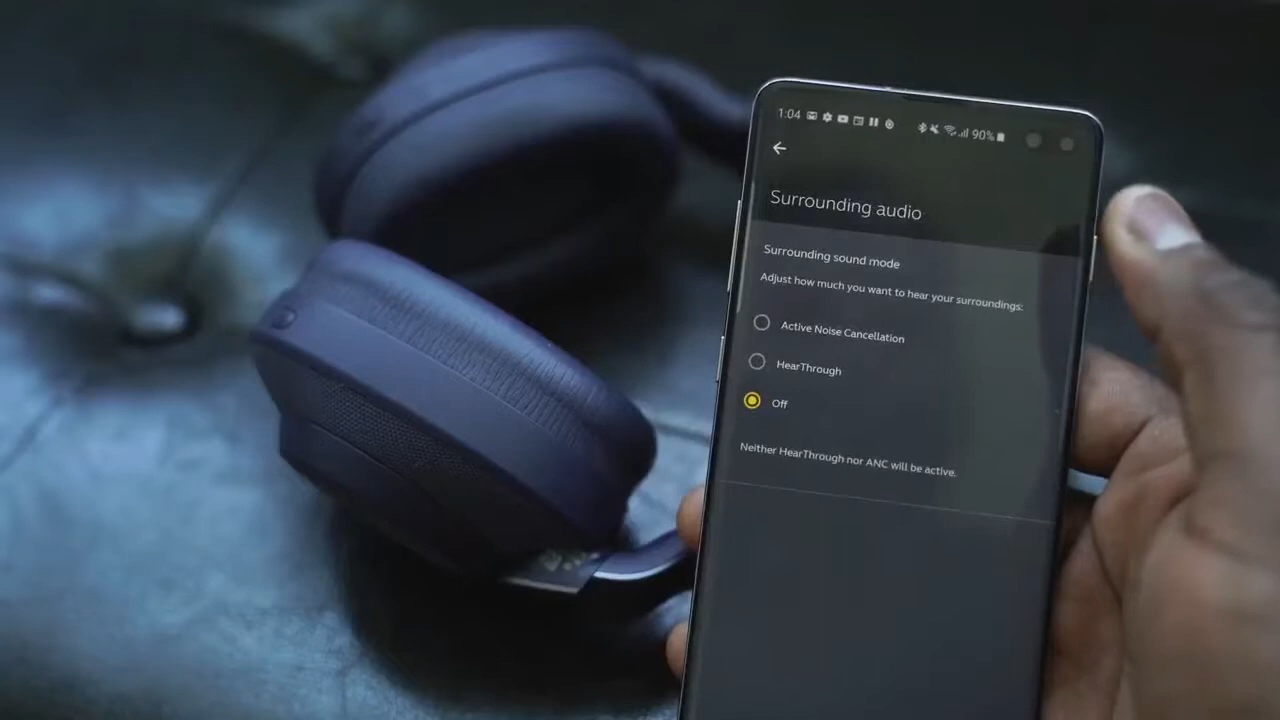 1:04 90%
Surrounding audio
Surrounding sound mode
Adjust how much you want to hear your surroundings:
Active Noise Cancellation
HearThrough
Off
Neither HearThrough nor ANC will be active.